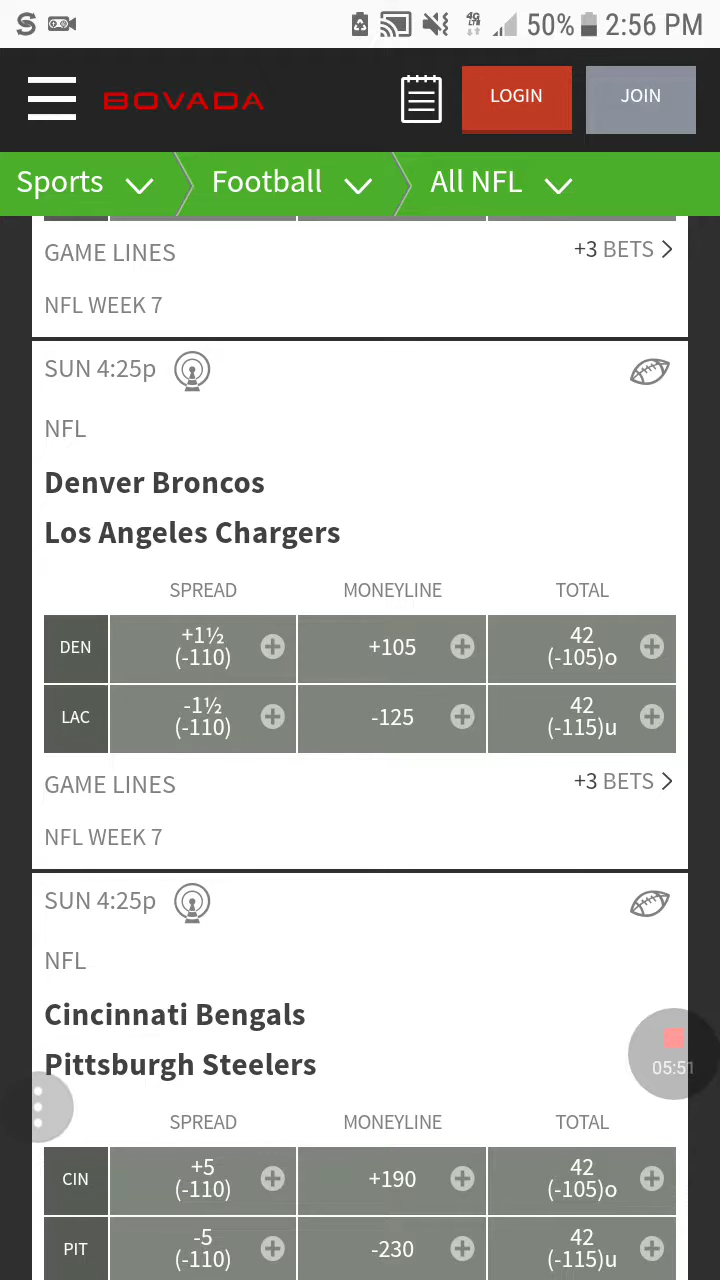 4G LTE 50% 2:56 PM
BOVADA LOGIN JOIN
Sports Football All NFL
GAME LINES +3 BETS >
NFL WEEK 7
SUN 4:25p
NFL
Denver Broncos
Los Angeles Chargers
SPREAD MONEYLINE TOTAL
DEN +1½ (-110) +105 42 (-105)o
LAC -1½ (-110) -125 42 (-115)u
GAME LINES +3 BETS >
NFL WEEK 7
SUN 4:25p
NFL
Cincinnati Bengals
Pittsburgh Steelers
05:51
SPREAD MONEYLINE TOTAL
CIN +5 (-110) +190 42 (-105)o
PIT -5 (-110) -230 42 (-115)u